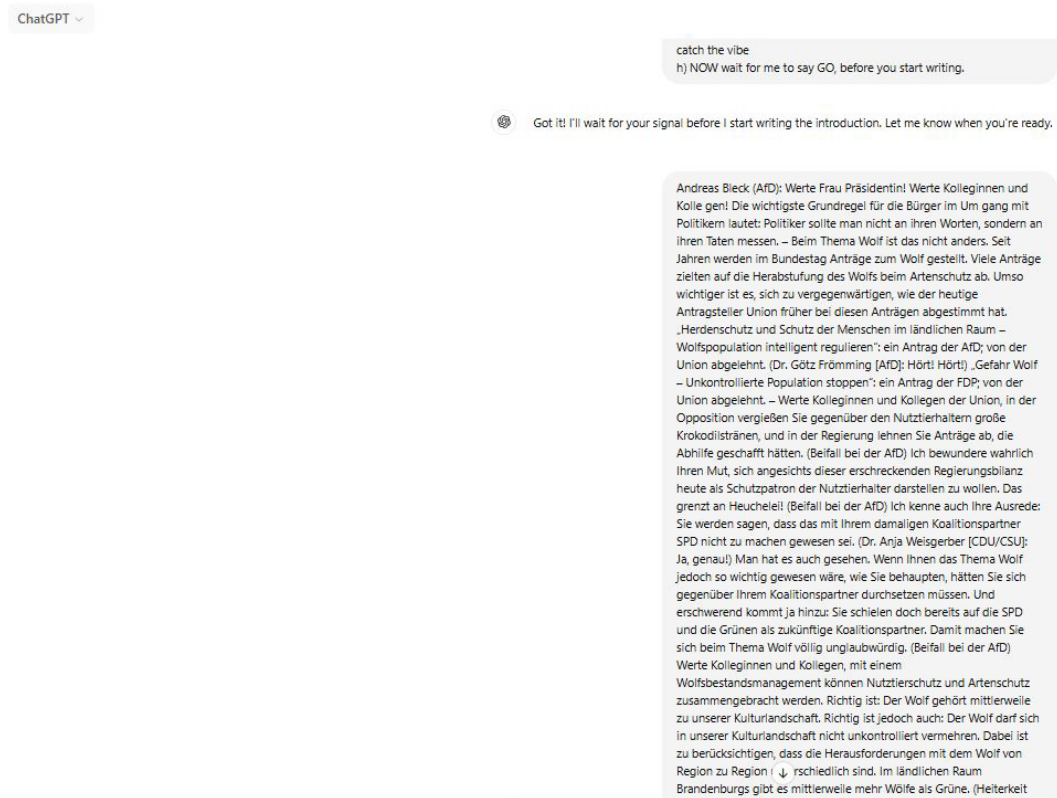 ChatGPT
catch the vibe
h) NOW wait for me to say GO, before you start writing.
Got it! I'll wait for your signal before I start writing the introduction. Let me know when you're ready.
Andreas Bleck (AfD): Werte Frau Präsidentin! Werte Kolleginnen und
Kolle gen! Die wichtigste Grundregel für die Bürger im Um gang mit
Politikern lautet: Politiker sollte man nicht an ihren Worten, sondern an
ihren Taten messen. – Beim Thema Wolf ist das nicht anders. Seit
Jahren werden im Bundestag Anträge zum Wolf gestellt. Viele Anträge
zielten auf die Herabstufung des Wolfs beim Artenschutz ab. Umso
wichtiger ist es, sich zu vergegenwärtigen, wie der heutige
Antragsteller Union früher bei diesen Anträgen abgestimmt hat.
„Herdenschutz und Schutz der Menschen im ländlichen Raum –
Wolfspopulation intelligent regulieren“: ein Antrag der AfD; von der
Union abgelehnt. (Dr. Götz Frömming [AfD]: Hört! Hört!) „Gefahr Wolf
– Unkontrollierte Population stoppen“: ein Antrag der FDP; von der
Union abgelehnt. – Werte Kolleginnen und Kollegen der Union, in der
Opposition vergießen Sie gegenüber den Nutztierhaltern große
Krokodilstränen, und in der Regierung lehnen Sie Anträge ab, die
Abhilfe geschafft hätten. (Beifall bei der AfD) Ich bewundere wahrlich
Ihren Mut, sich angesichts dieser erschreckenden Regierungsbilanz
heute als Schutzpatron der Nutztierhalter darstellen zu wollen. Das
grenzt an Heuchelei! (Beifall bei der AfD) Ich kenne auch Ihre Ausrede:
Sie werden sagen, dass das mit Ihrem damaligen Koalitionspartner
SPD nicht zu machen gewesen sei. (Dr. Anja Weisgerber [CDU/CSU]:
Ja, genau!) Man hat es auch gesehen. Wenn Ihnen das Thema Wolf
jedoch so wichtig gewesen wäre, wie Sie behaupten, hätten Sie sich
gegenüber Ihrem Koalitionspartner durchsetzen müssen. Und
erschwerend kommt ja hinzu: Sie schielen doch bereits auf die SPD
und die Grünen als zukünftige Koalitionspartner. Damit machen Sie
sich beim Thema Wolf völlig unglaubwürdig. (Beifall bei der AfD)
Werte Kolleginnen und Kollegen, mit einem
Wolfsbestandsmanagement können Nutztierschutz und Artenschutz
zusammengebracht werden. Richtig ist: Der Wolf gehört mittlerweile
zu unserer Kulturlandschaft. Richtig ist jedoch auch: Der Wolf darf sich
in unserer Kulturlandschaft nicht unkontrolliert vermehren. Dabei ist
zu berücksichtigen, dass die Herausforderungen mit dem Wolf von
Region zu Region rschiedlich sind. Im ländlichen Raum
Brandenburgs gibt es mittlerweile mehr Wölfe als Grüne. (Heiterkeit